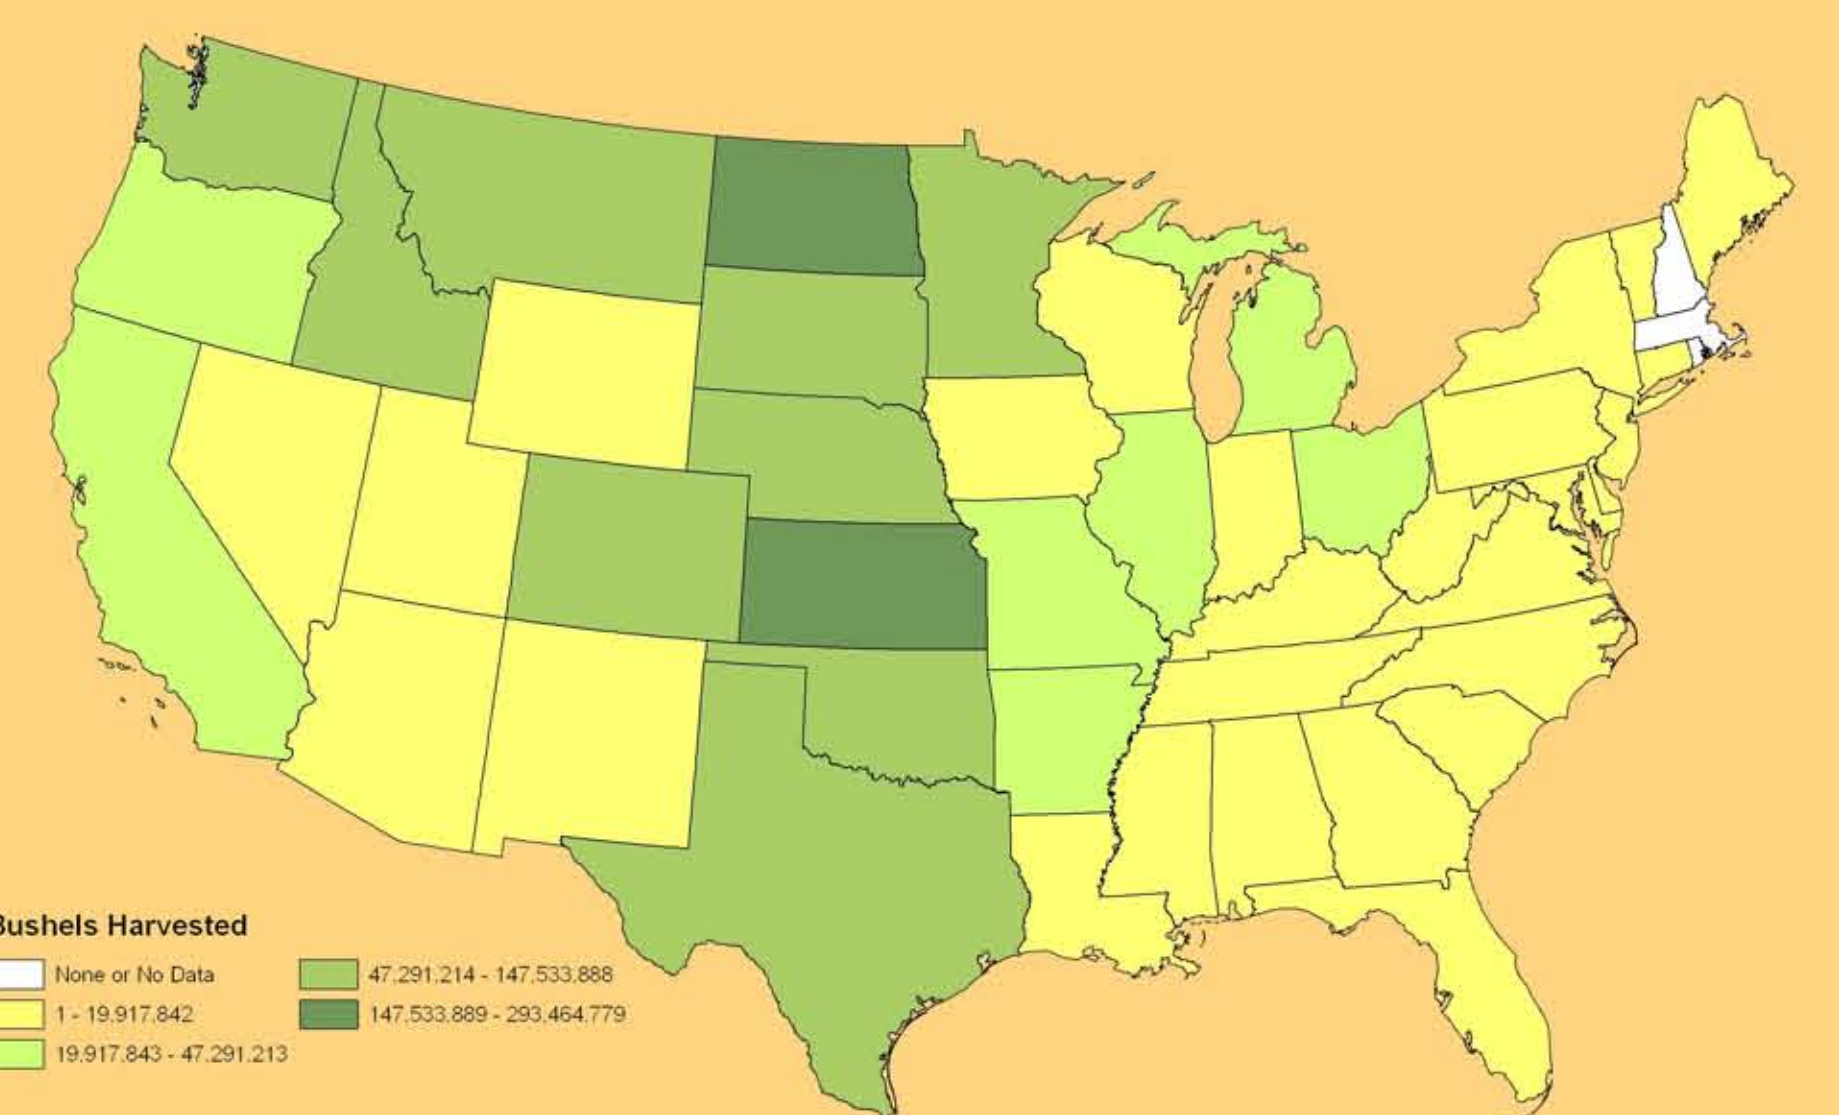 Bushels Harvested
None or No Data
1 - 19,917,842
19,917,843 - 47,291,213
47,291,214 - 147,533,888
147,533,889 - 293,464,779